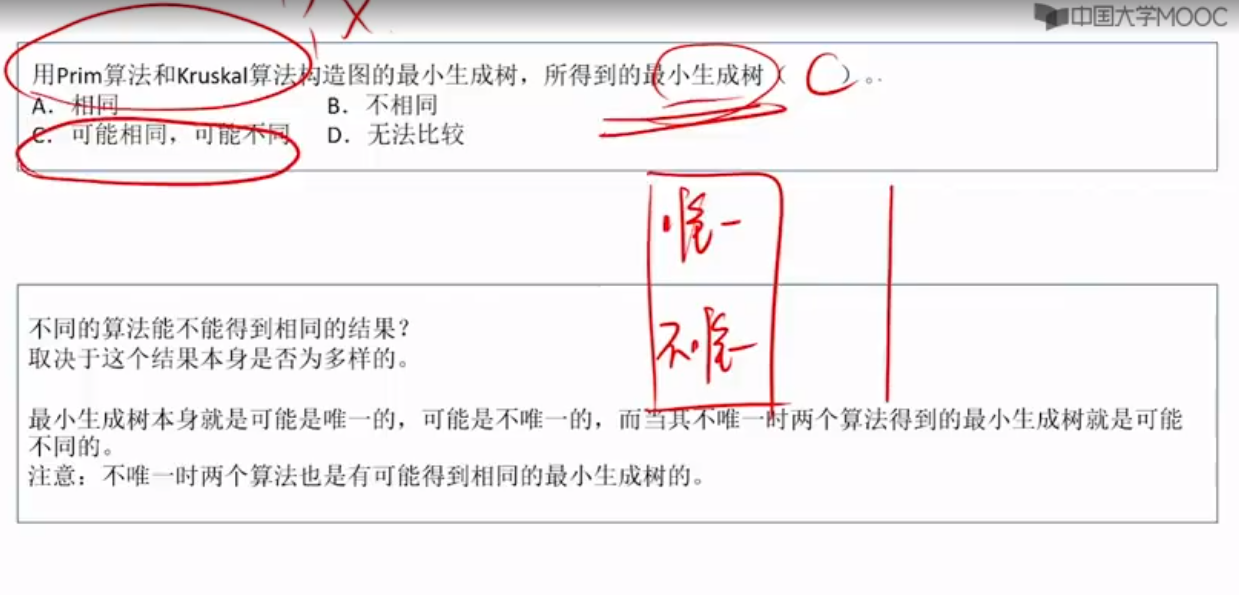 中国大学MOOC
用Prim算法和Kruskal算法构造图的最小生成树，所得到的最小生成树（ C ）。
A. 相同 B. 不相同
C. 可能相同，可能不同 D. 无法比较
唯一
不唯一
不同的算法能不能得到相同的结果？
取决于这个结果本身是否为多样的。
最小生成树本身就是可能是唯一的，可能是不唯一的，而当其不唯一时两个算法得到的最小生成树就是可能
不同的。
注意：不唯一时两个算法也是有可能得到相同的最小生成树的。